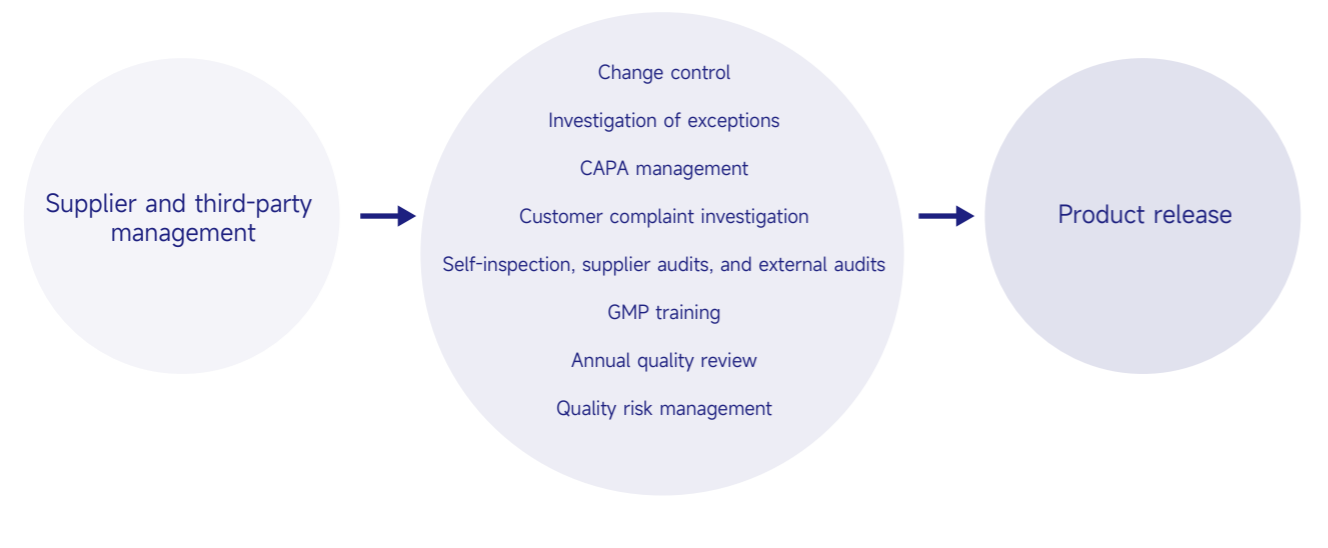 Supplier and third-party
management
Change control
Investigation of exceptions
CAPA management
Customer complaint investigation
Self-inspection, supplier audits, and external audits
GMP training
Annual quality review
Quality risk management
Product release